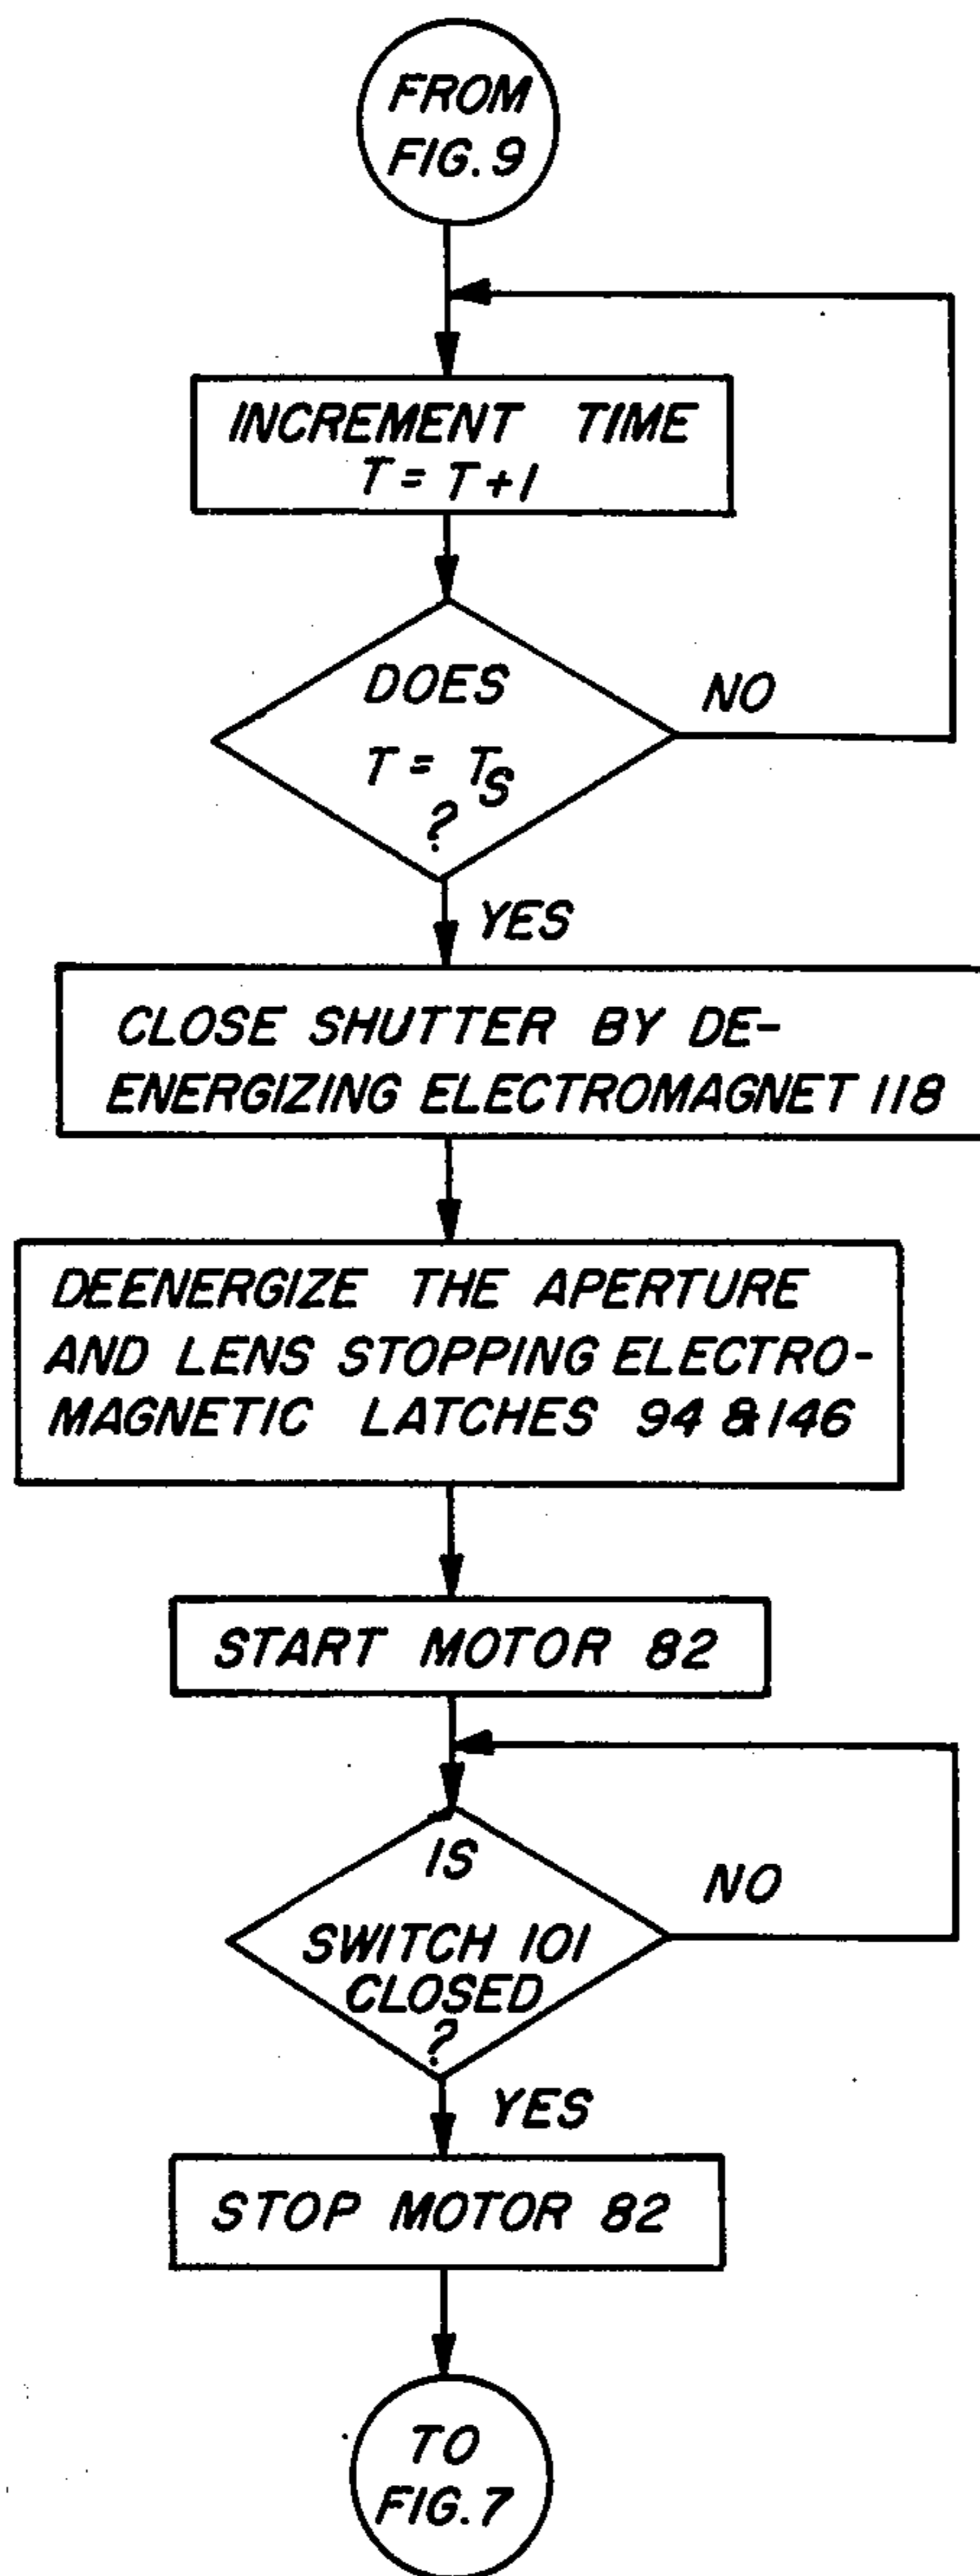 FROM
FIG. 9
INCREMENT TIME
T = T + 1
DOES
T = TS
?
NO
YES
CLOSE SHUTTER BY DE-
ENERGIZING ELECTROMAGNET 118
DEENERGIZE THE APERTURE
AND LENS STOPPING ELECTRO-
MAGNETIC LATCHES 94 & 146
START MOTOR 82
IS
SWITCH 101
CLOSED
?
NO
YES
STOP MOTOR 82
TO
FIG. 7